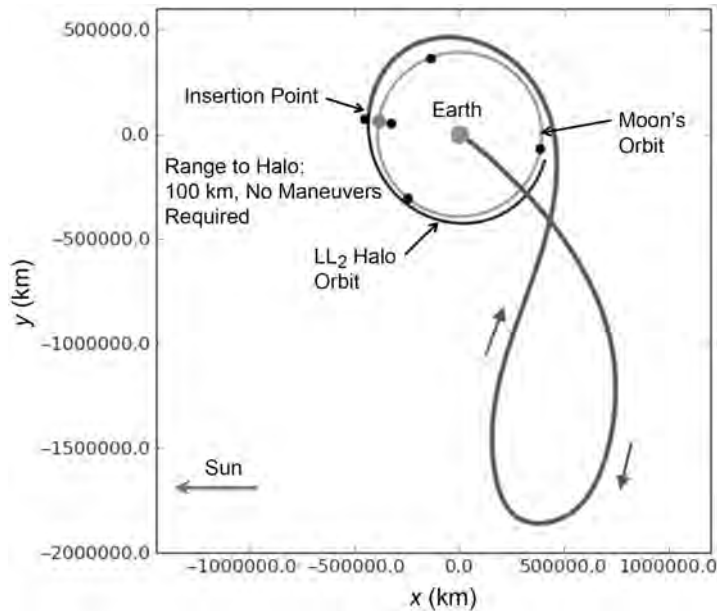 500000.0
0.0
−500000.0
−1000000.0
−1500000.0
−2000000.0
y (km)
Insertion Point
Earth
Moon's
Orbit
Range to Halo:
100 km, No Maneuvers
Required
LL₂ Halo
Orbit
Sun
−1000000.0
−500000.0
0.0
500000.0
1000000.0
x (km)